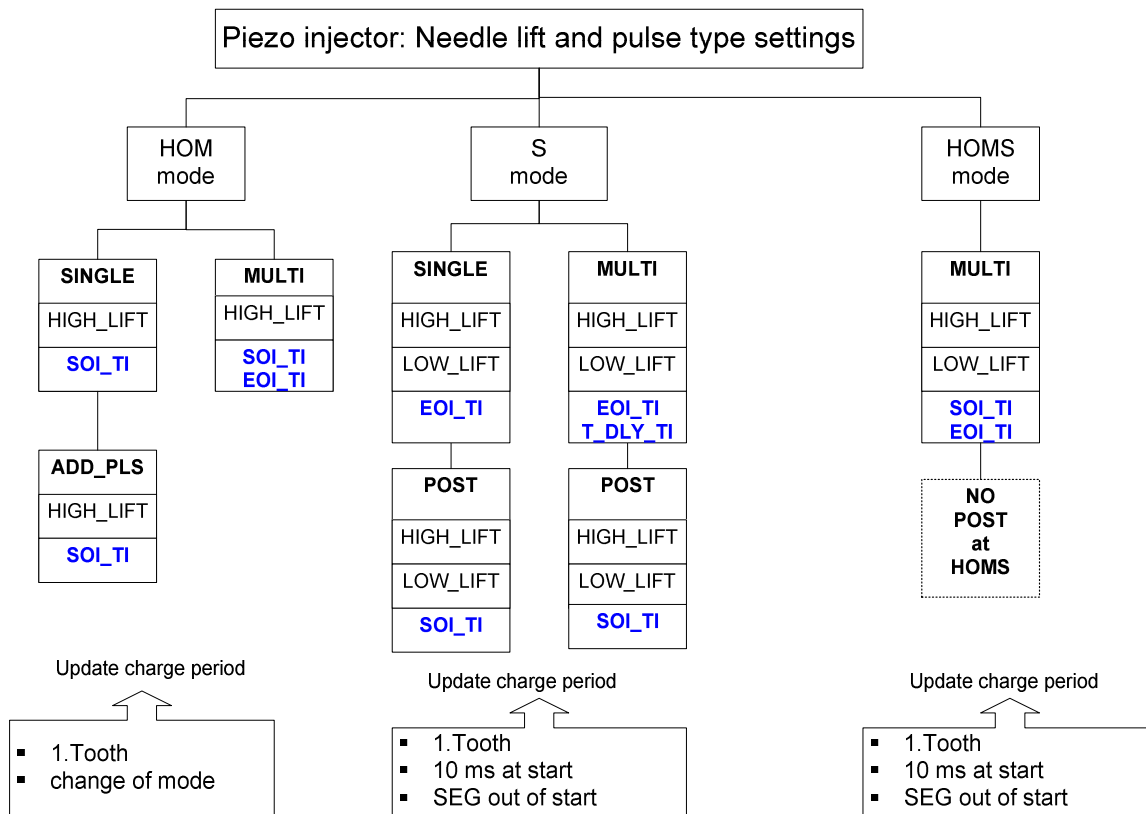 Piezo injector: Needle lift and pulse type settings
HOM
mode
SINGLE
HIGH_LIFT
SOI_TI
ADD_PLS
HIGH_LIFT
SOI_TI
MULTI
HIGH_LIFT
SOI_TI
EOI_TI
S
mode
SINGLE
HIGH_LIFT
LOW_LIFT
EOI_TI
POST
HIGH_LIFT
LOW_LIFT
SOI_TI
MULTI
HIGH_LIFT
LOW_LIFT
EOI_TI
T_DLY_TI
POST
HIGH_LIFT
LOW_LIFT
SOI_TI
HOMS
mode
MULTI
HIGH_LIFT
LOW_LIFT
SOI_TI
EOI_TI
NO
POST
at
HOMS
Update charge period
▪ 1.Tooth
▪ change of mode
Update charge period
▪ 1.Tooth
▪ 10 ms at start
▪ SEG out of start
Update charge period
▪ 1.Tooth
▪ 10 ms at start
▪ SEG out of start